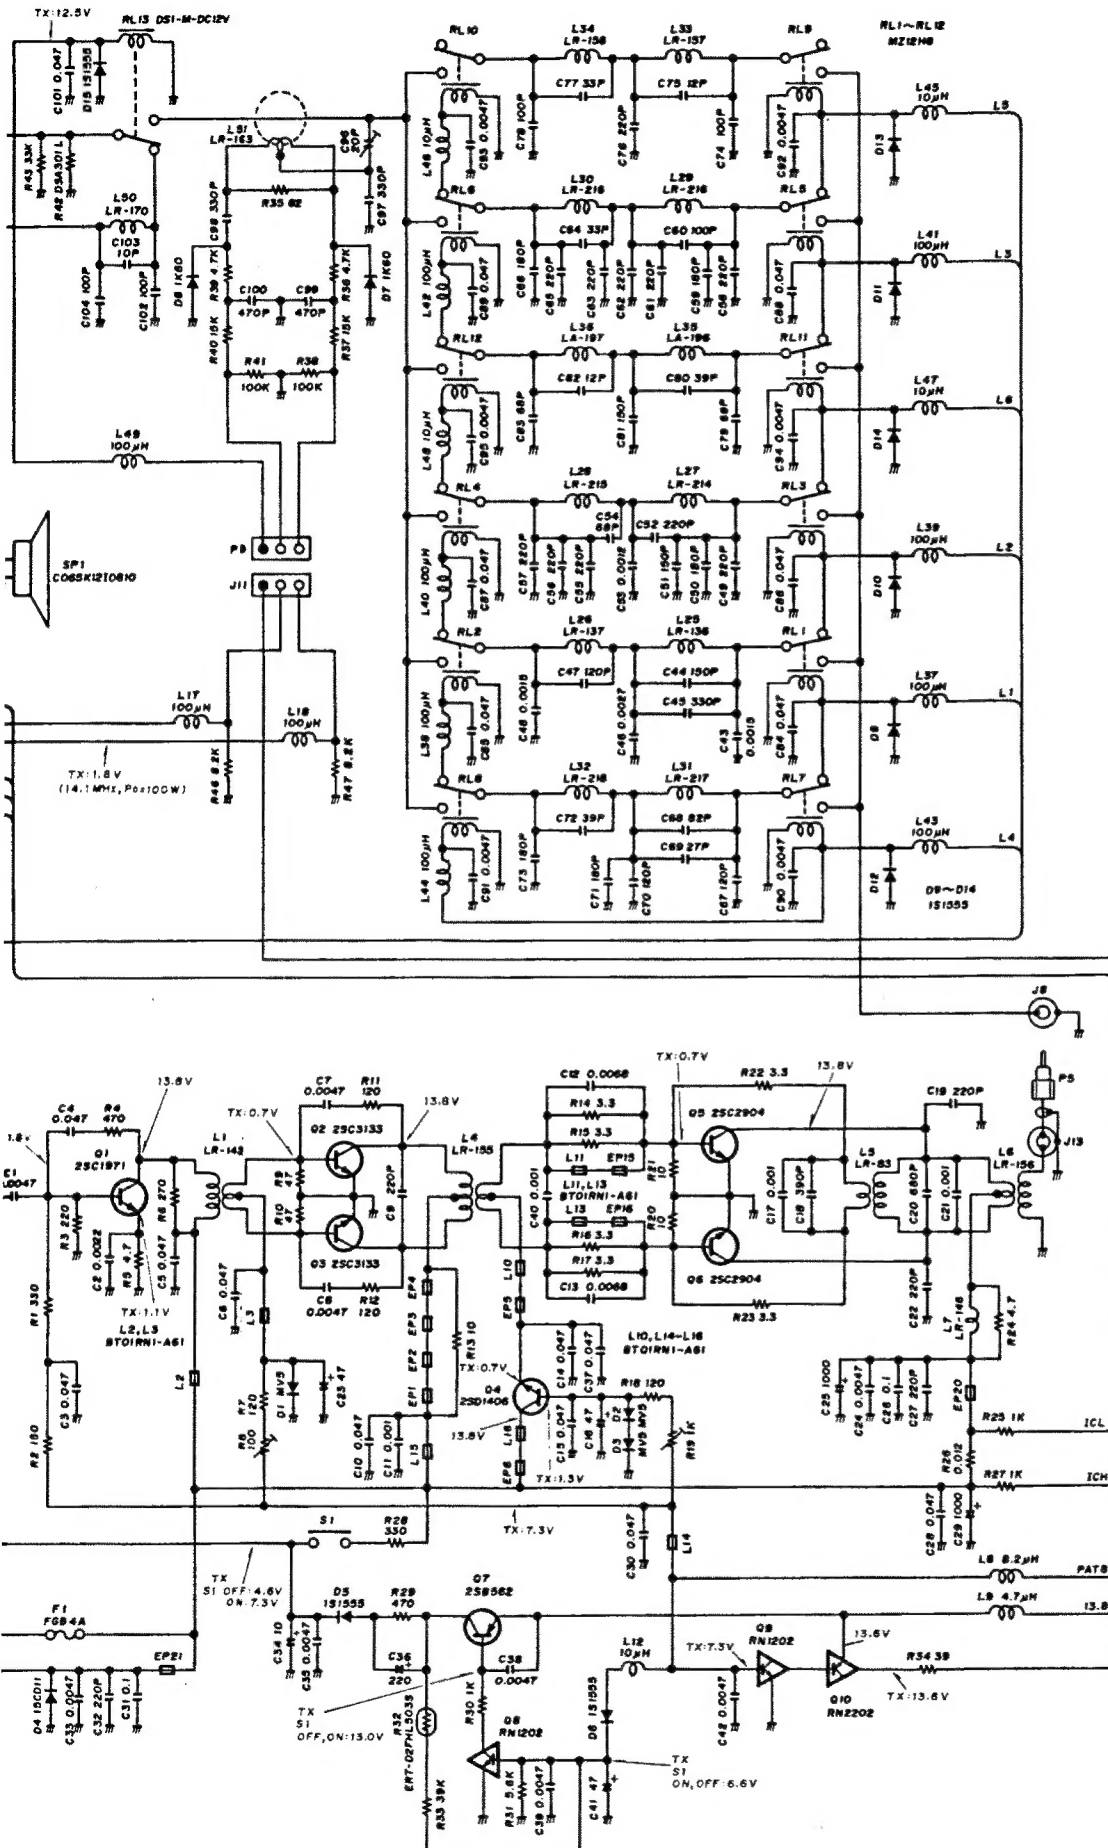 TX:12.5V
RL13 DS1-M-DC12V
C101 0.047
D15 1S1555
R43 33K
R42 DSA301L
L50
LR-170
C103
10P
C104 100P
C102 100P
L51
LR-163
C96
20P
C97 330P
R35 82
C98 330P
D8 1K60
R39 4.7K
R36 4.7K
D7 1K60
C100
470P
C99
470P
R40 15K
R37 15K
R41
100K
R38
100K
L49
100μH
P9
J11
SP1
C065K12T0810
L17
100μH
L18
100μH
R46 8.2K
R47 8.2K
TX:1.8V
(14.1MHz, Po=100W)
RL10
L34
LR-158
L33
LR-157
RL9
RL1~RL12
MZ12HG
C77 33P
C75 12P
C78 100P
C76 220P
C74 100P
L46 10μH
C93 0.0047
C92 0.0047
D13
L45
10μH
L5
RL6
L30
LR-216
L29
LR-216
RL5
C64 33P
C60 100P
C66 180P
C65 220P
C63 220P
C62 220P
C61 220P
C59 180P
C58 220P
L42 100μH
C89 0.047
C88 0.047
D11
L41
100μH
L3
RL12
L36
LA-197
L35
LA-196
RL11
C82 12P
C80 39P
C83 68P
C81 150P
C79 68P
L48 10μH
C95 0.0047
C94 0.0047
D14
L47
10μH
L6
RL4
L28
LR-215
L27
LR-214
RL3
C54
68P
C52 220P
C57 220P
C56 220P
C55 220P
C53 0.0012
C51 150P
C50 180P
C49 220P
L40 100μH
C87 0.047
C86 0.047
D10
L39
100μH
L2
RL2
L26
LR-137
L25
LR-136
RL1
C47 120P
C44 150P
C45 330P
C48 0.0015
C46 0.0027
C43
0.0015
L38 100μH
C85 0.047
C84 0.047
D9
L37
100μH
L1
RL8
L32
LR-218
L31
LR-217
RL7
C72 39P
C68 82P
C69 27P
C73 180P
C71 180P
C70 120P
C67 120P
L44 100μH
C91 0.0047
C90 0.0047
D12
L43
100μH
L4
D9~D14
1S1555
J8
P5
J13
13.8V
C4
0.047
R4
470
1.8V
C1
0.0047
Q1
2SC1971
R3 220
C2 0.0022
R5 4.7
C5 0.047
R6 270
L1
LR-142
TX:1.1V
L2,L3
BT01RN1-A61
R1 330
C3 0.047
R2 150
L2
C6 0.047
L3
R7
120
R8
100
D1 MV5
C23 47
TX:0.7V
C7
0.0047
R11
120
Q2 2SC3133
R9
47
R10
47
C9 220P
Q3 2SC3133
C8
0.0047
R12
120
13.8V
L4
LR-155
EP4
EP3
EP2
EP1
R13 10
C10 0.047
C11 0.001
L15
L10
EP5
TX:0.7V
Q4
2SD1406
13.8V
L16
EP6
C14 0.047
C37 0.047
C15 0.047
C16 47
D2
D3
MV5
MV5
R18 120
R19 1K
TX:1.3V
L10,L14~L16
BT01RN1-A61
C12 0.0068
R14 3.3
R15 3.3
L11
EP15
L11,L13
BT01RN1-A61
L13
EP16
R16 3.3
R17 3.3
C13 0.0068
C40 0.001
TX:0.7V
R22 3.3
13.8V
Q5 2SC2904
R21
10
R20
10
Q6 2SC2904
R23 3.3
C17 0.001
C18 390P
L5
LR-83
C19 220P
C20 680P
C21 0.001
C22 220P
L6
LR-156
L7
LR-146
R24 4.7
C25 1000
C24 0.0047
C26 0.1
C27 220P
EP20
R25 1K
ICL
R26
0.012
R27 1K
ICH
C28 0.047
C29 1000
TX:7.3V
C30 0.047
L14
L8 8.2μH
PAT8
L9 4.7μH
13.8
S1
R28
330
TX
S1 OFF:4.6V
ON:7.3V
F1
FGB4A
EP21
D4 15CD11
C33 0.0047
C32 220P
C31 0.1
C34 10
C35 0.0047
D5
1S1555
R29
470
C36
220
Q7
2SB562
C38
0.0047
R30 1K
TX
S1
OFF,ON:13.0V
R32
ERT-D2FHL503S
R33 39K
Q8
RN1202
R31 5.6K
C39 0.0047
C41 47
D6 1S1555
L12
10μH
TX:7.3V
C42 0.0047
Q9
RN1202
13.6V
Q10
RN2202
R34 39
TX:13.6V
TX
S1
ON,OFF:6.6V